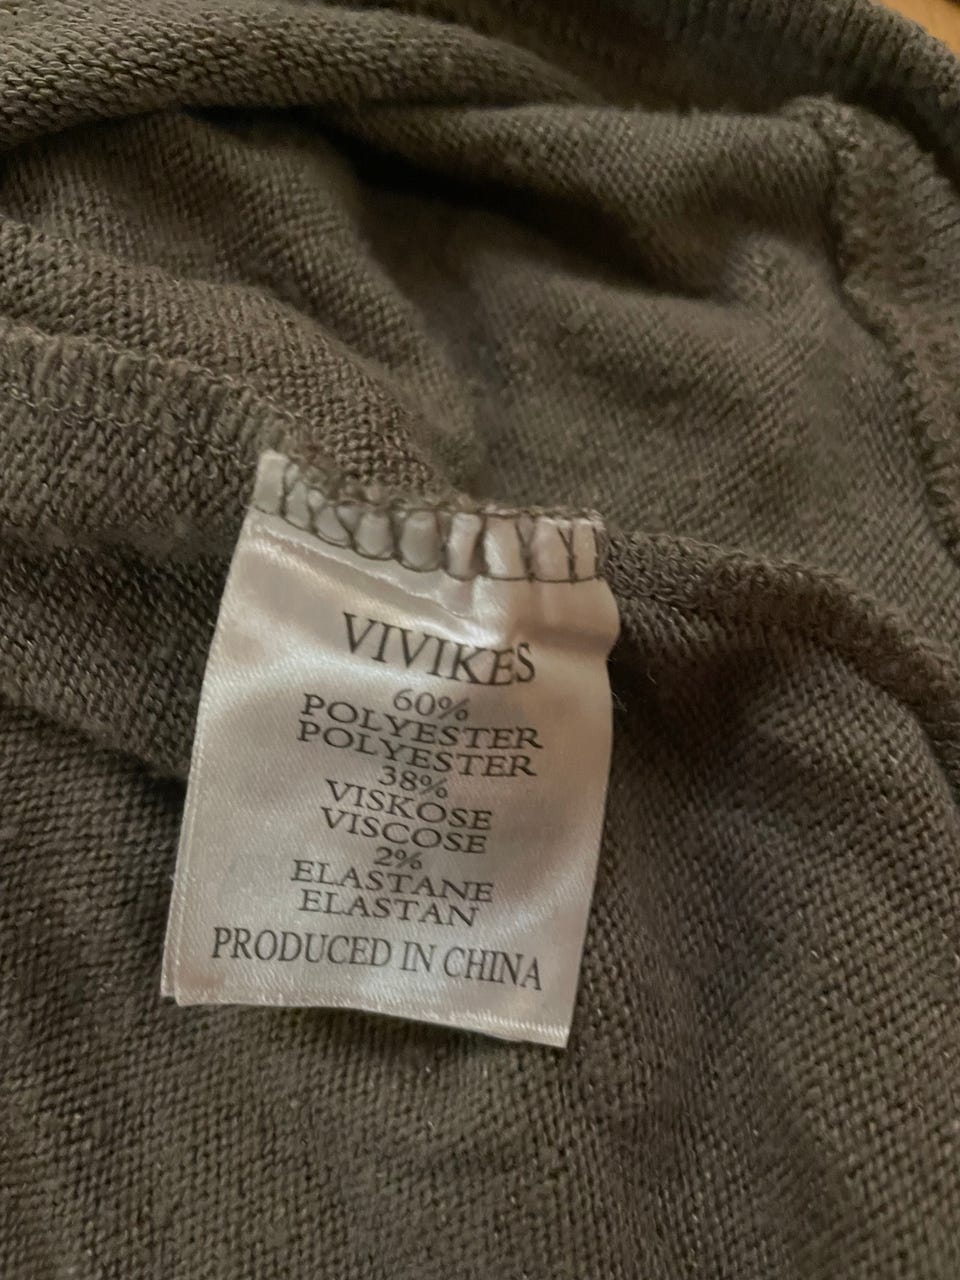 VIVIKES
60%
POLYESTER
POLYESTER
38%
VISKOSE
VISCOSE
2%
ELASTANE
ELASTAN
PRODUCED IN CHINA